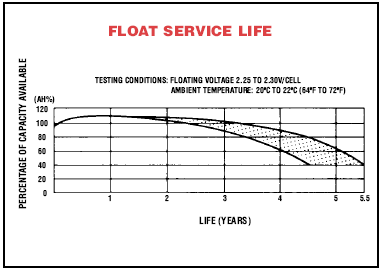 FLOAT SERVICE LIFE
TESTING CONDITIONS: FLOATING VOLTAGE 2.25 TO 2.30V/CELL
AMBIENT TEMPERATURE: 20°C TO 22°C (64°F TO 72°F)
PERCENTAGE OF CAPACITY AVAILABLE
(AH%)
120
100
80
60
40
20
0
1
2
3
4
5
5.5
LIFE (YEARS)